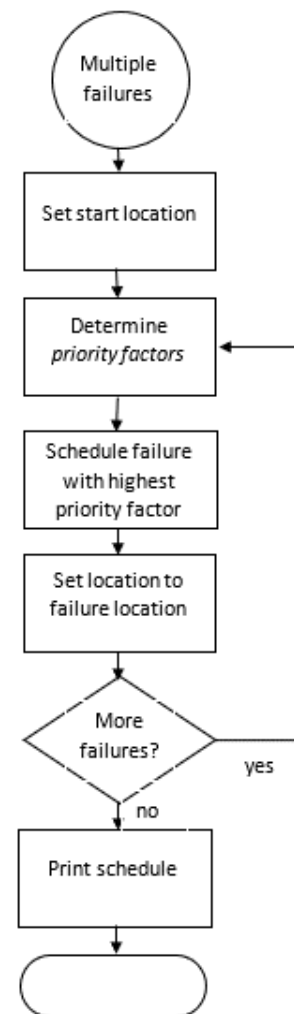 Multiple
failures
Set start location
Determine
priority factors
Schedule failure
with highest
priority factor
Set location to
failure location
More
failures?
yes
no
Print schedule